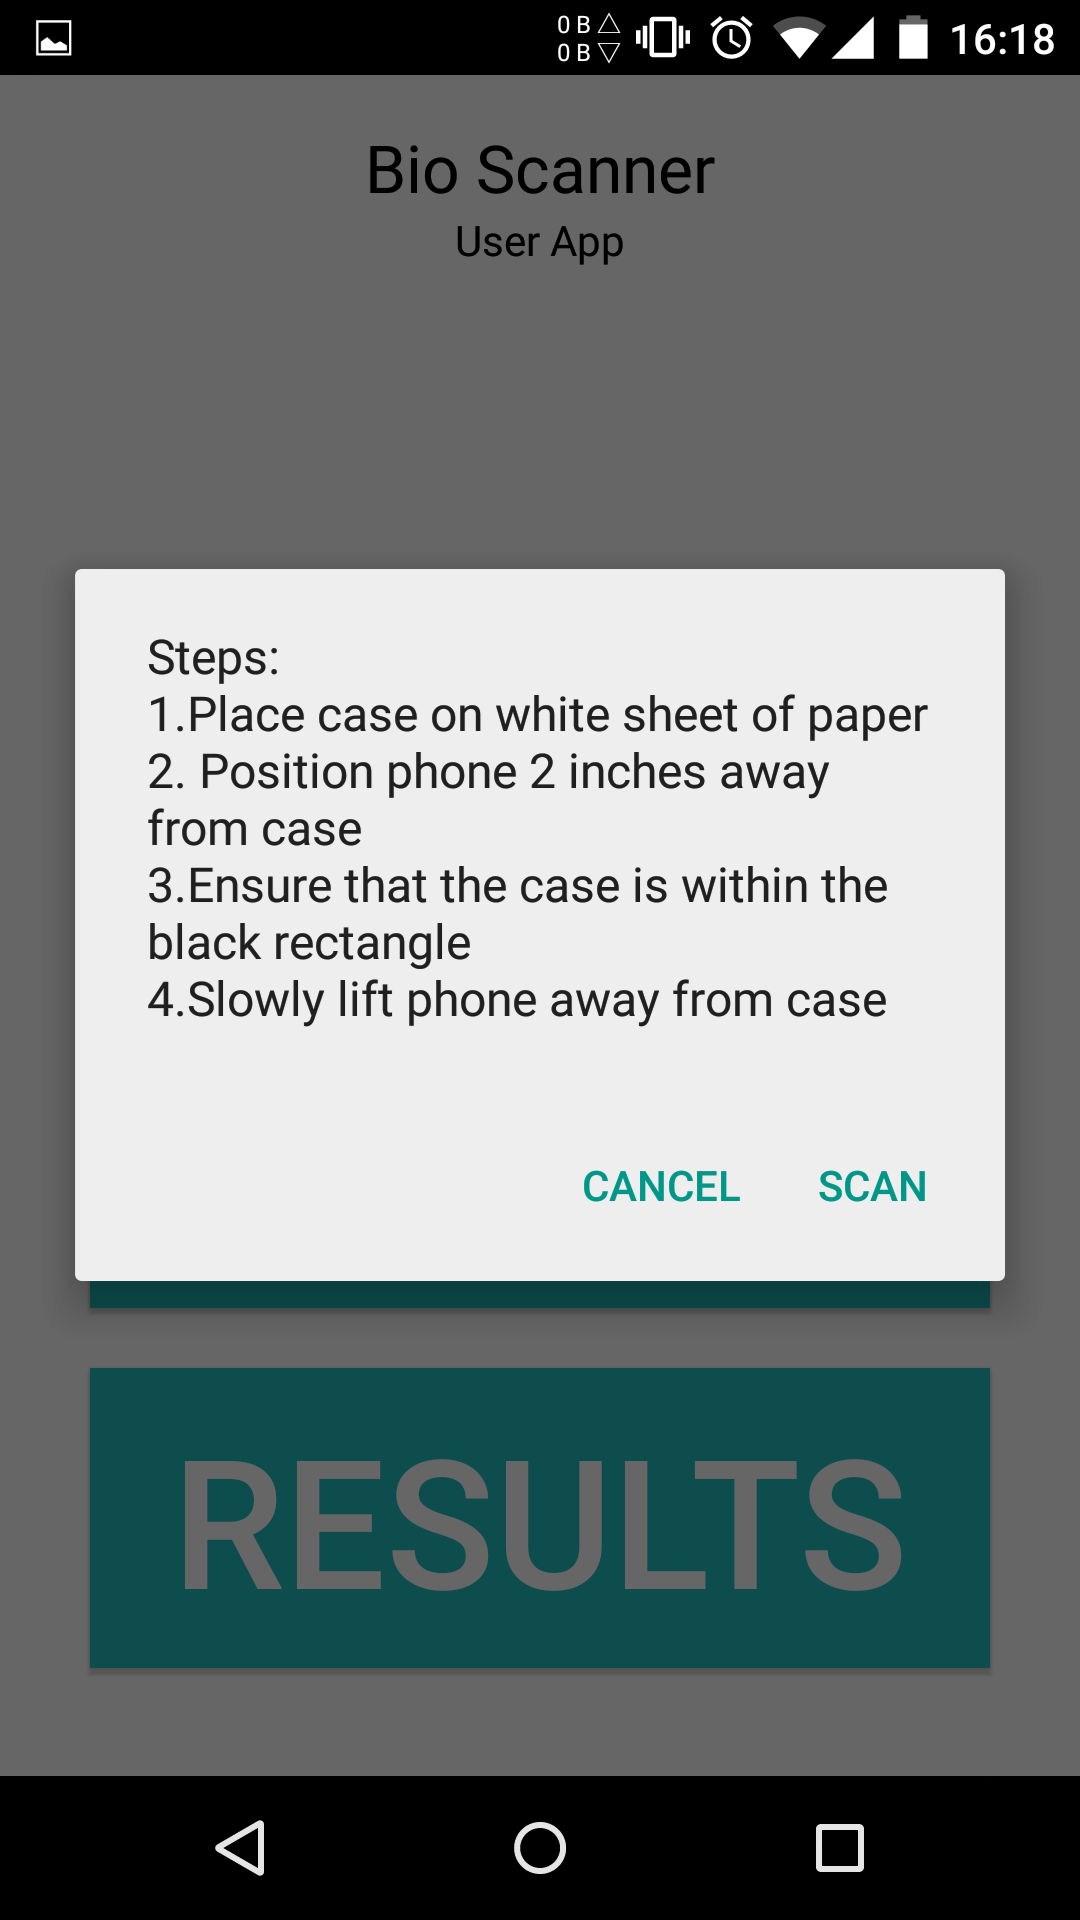 0 B △
0 B ▽
16:18
Bio Scanner
User App
Steps:
1.Place case on white sheet of paper
2. Position phone 2 inches away
from case
3.Ensure that the case is within the
black rectangle
4.Slowly lift phone away from case
CANCEL SCAN
RESULTS